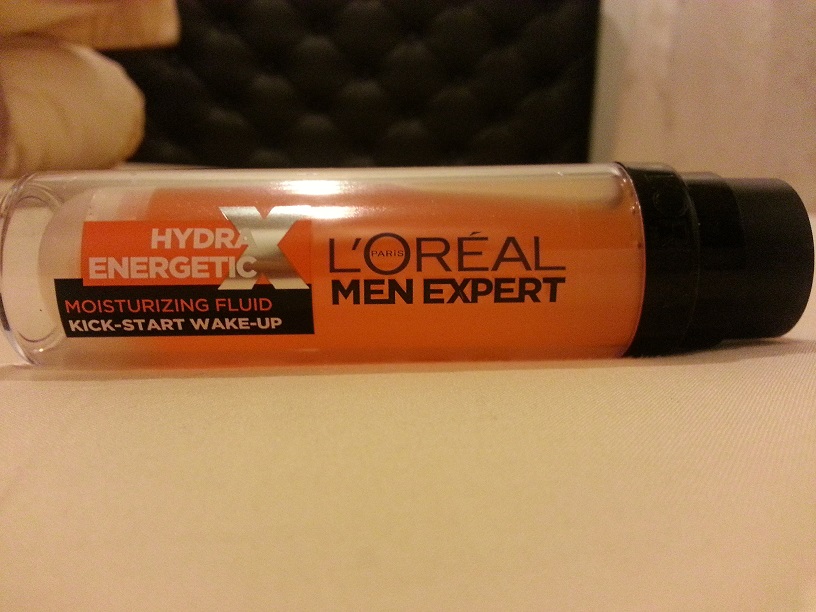 HYDRA X
ENERGETIC
MOISTURIZING FLUID
KICK-START WAKE-UP
L'ORÉAL
PARIS
MEN EXPERT